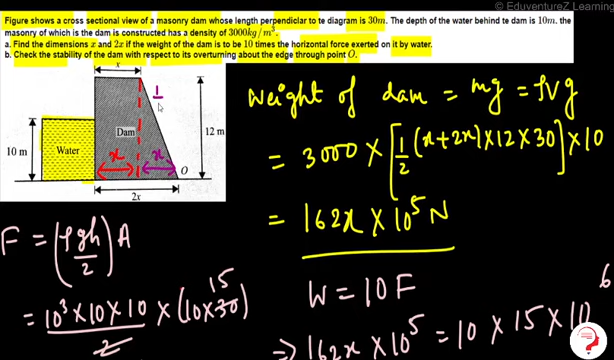 EduventureZ Learning
Figure shows a cross sectional view of a masonry dam whose length perpendiclar to te diagram is 30m. The depth of the water behind te dam is 10m. the
masonry of which is the dam is constructed has a density of 3000kg/m³.
a. Find the dimensions x and 2x if the weight of the dam is to be 10 times the horizontal force exerted on it by water.
b. Check the stability of the dam with respect to its overturning about the edge through point O.
x
10 m
Water
Dam
12 m
x
x
O
2x
Weight of dam = mg = ρVg
= 3000 × [1/2 (x+2x) × 12 × 30] × 10
= 162x × 10⁵ N
F = (ρgh/2) A
= 10³ × 10 × 10/2 × (10 × 30) 15
W = 10F
⇒ 162x × 10⁵ = 10 × 15 × 10⁶